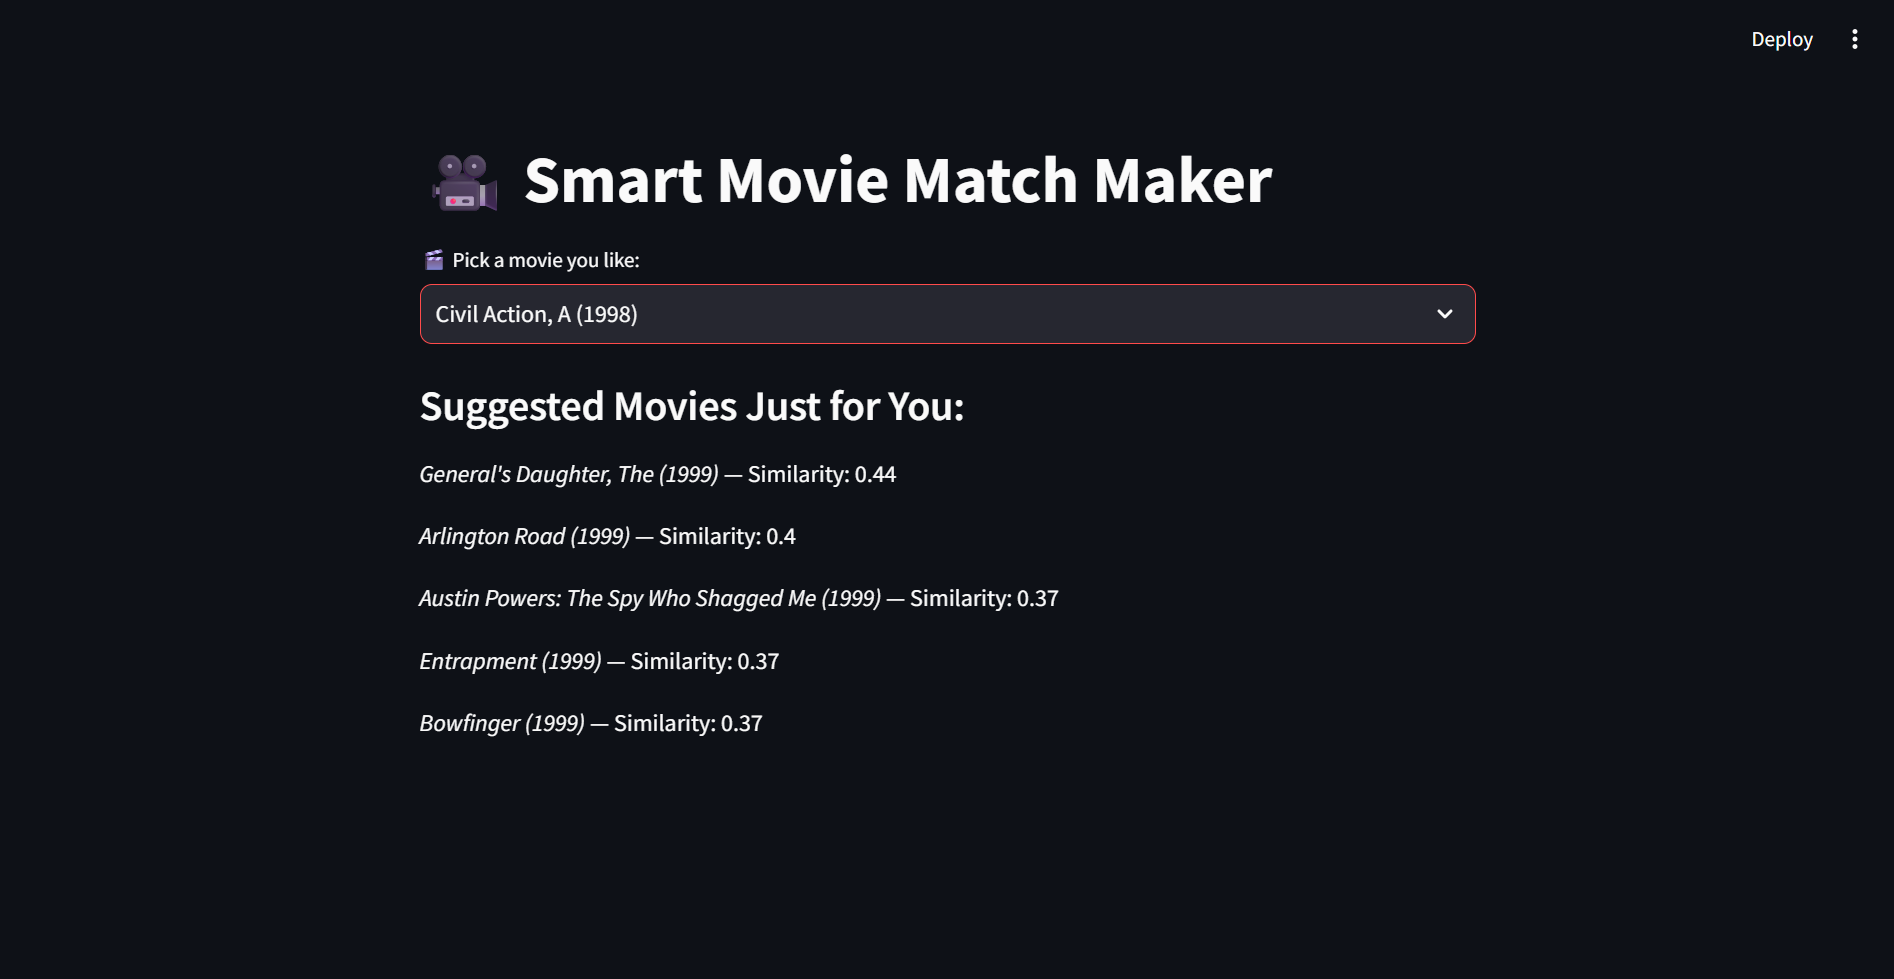 Deploy
Smart Movie Match Maker
Pick a movie you like:
Civil Action, A (1998)
Suggested Movies Just for You:
General's Daughter, The (1999) — Similarity: 0.44
Arlington Road (1999) — Similarity: 0.4
Austin Powers: The Spy Who Shagged Me (1999) — Similarity: 0.37
Entrapment (1999) — Similarity: 0.37
Bowfinger (1999) — Similarity: 0.37